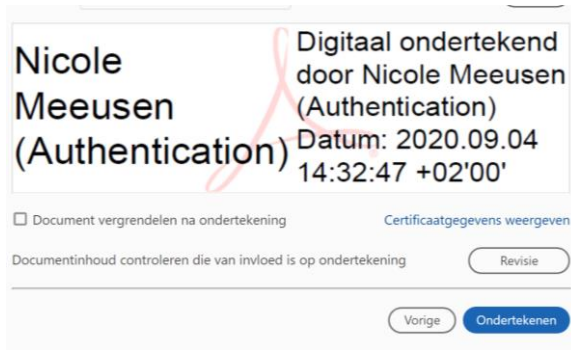 Nicole
Meeusen
(Authentication)
Digitaal ondertekend
door Nicole Meeusen
(Authentication)
Datum: 2020.09.04
14:32:47 +02'00'
Document vergrendelen na ondertekening
Certificaatgegevens weergeven
Documentinhoud controleren die van invloed is op ondertekening
Revisie
Vorige
Ondertekenen